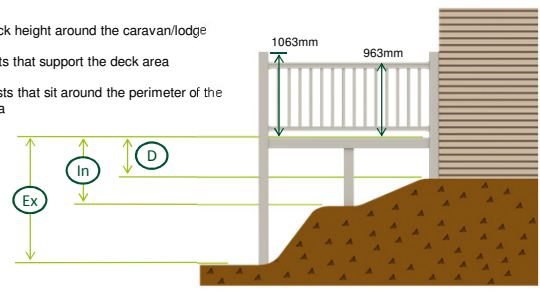 ck height around the caravan/lodge
ts that support the deck area
sts that sit around the perimeter of the
a
1063mm
963mm
D
In
Ex